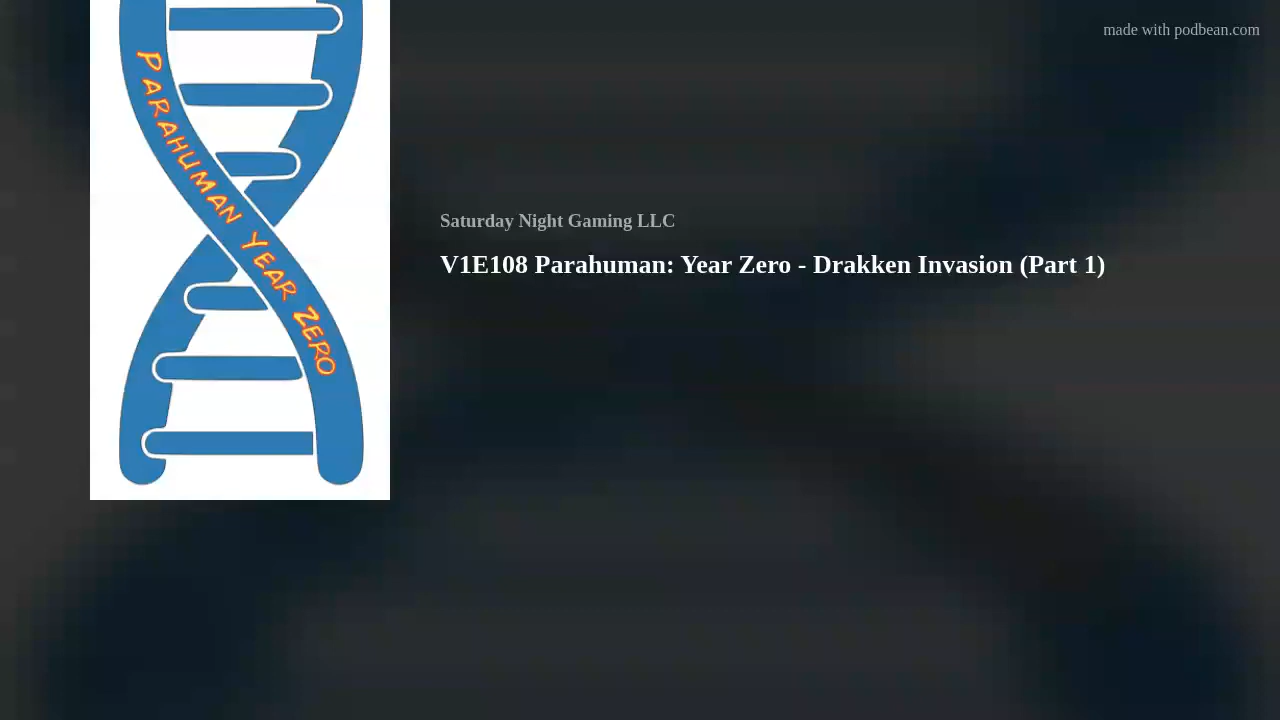 made with podbean.com
PARAHUMAN YEAR ZERO
Saturday Night Gaming LLC
V1E108 Parahuman: Year Zero - Drakken Invasion (Part 1)